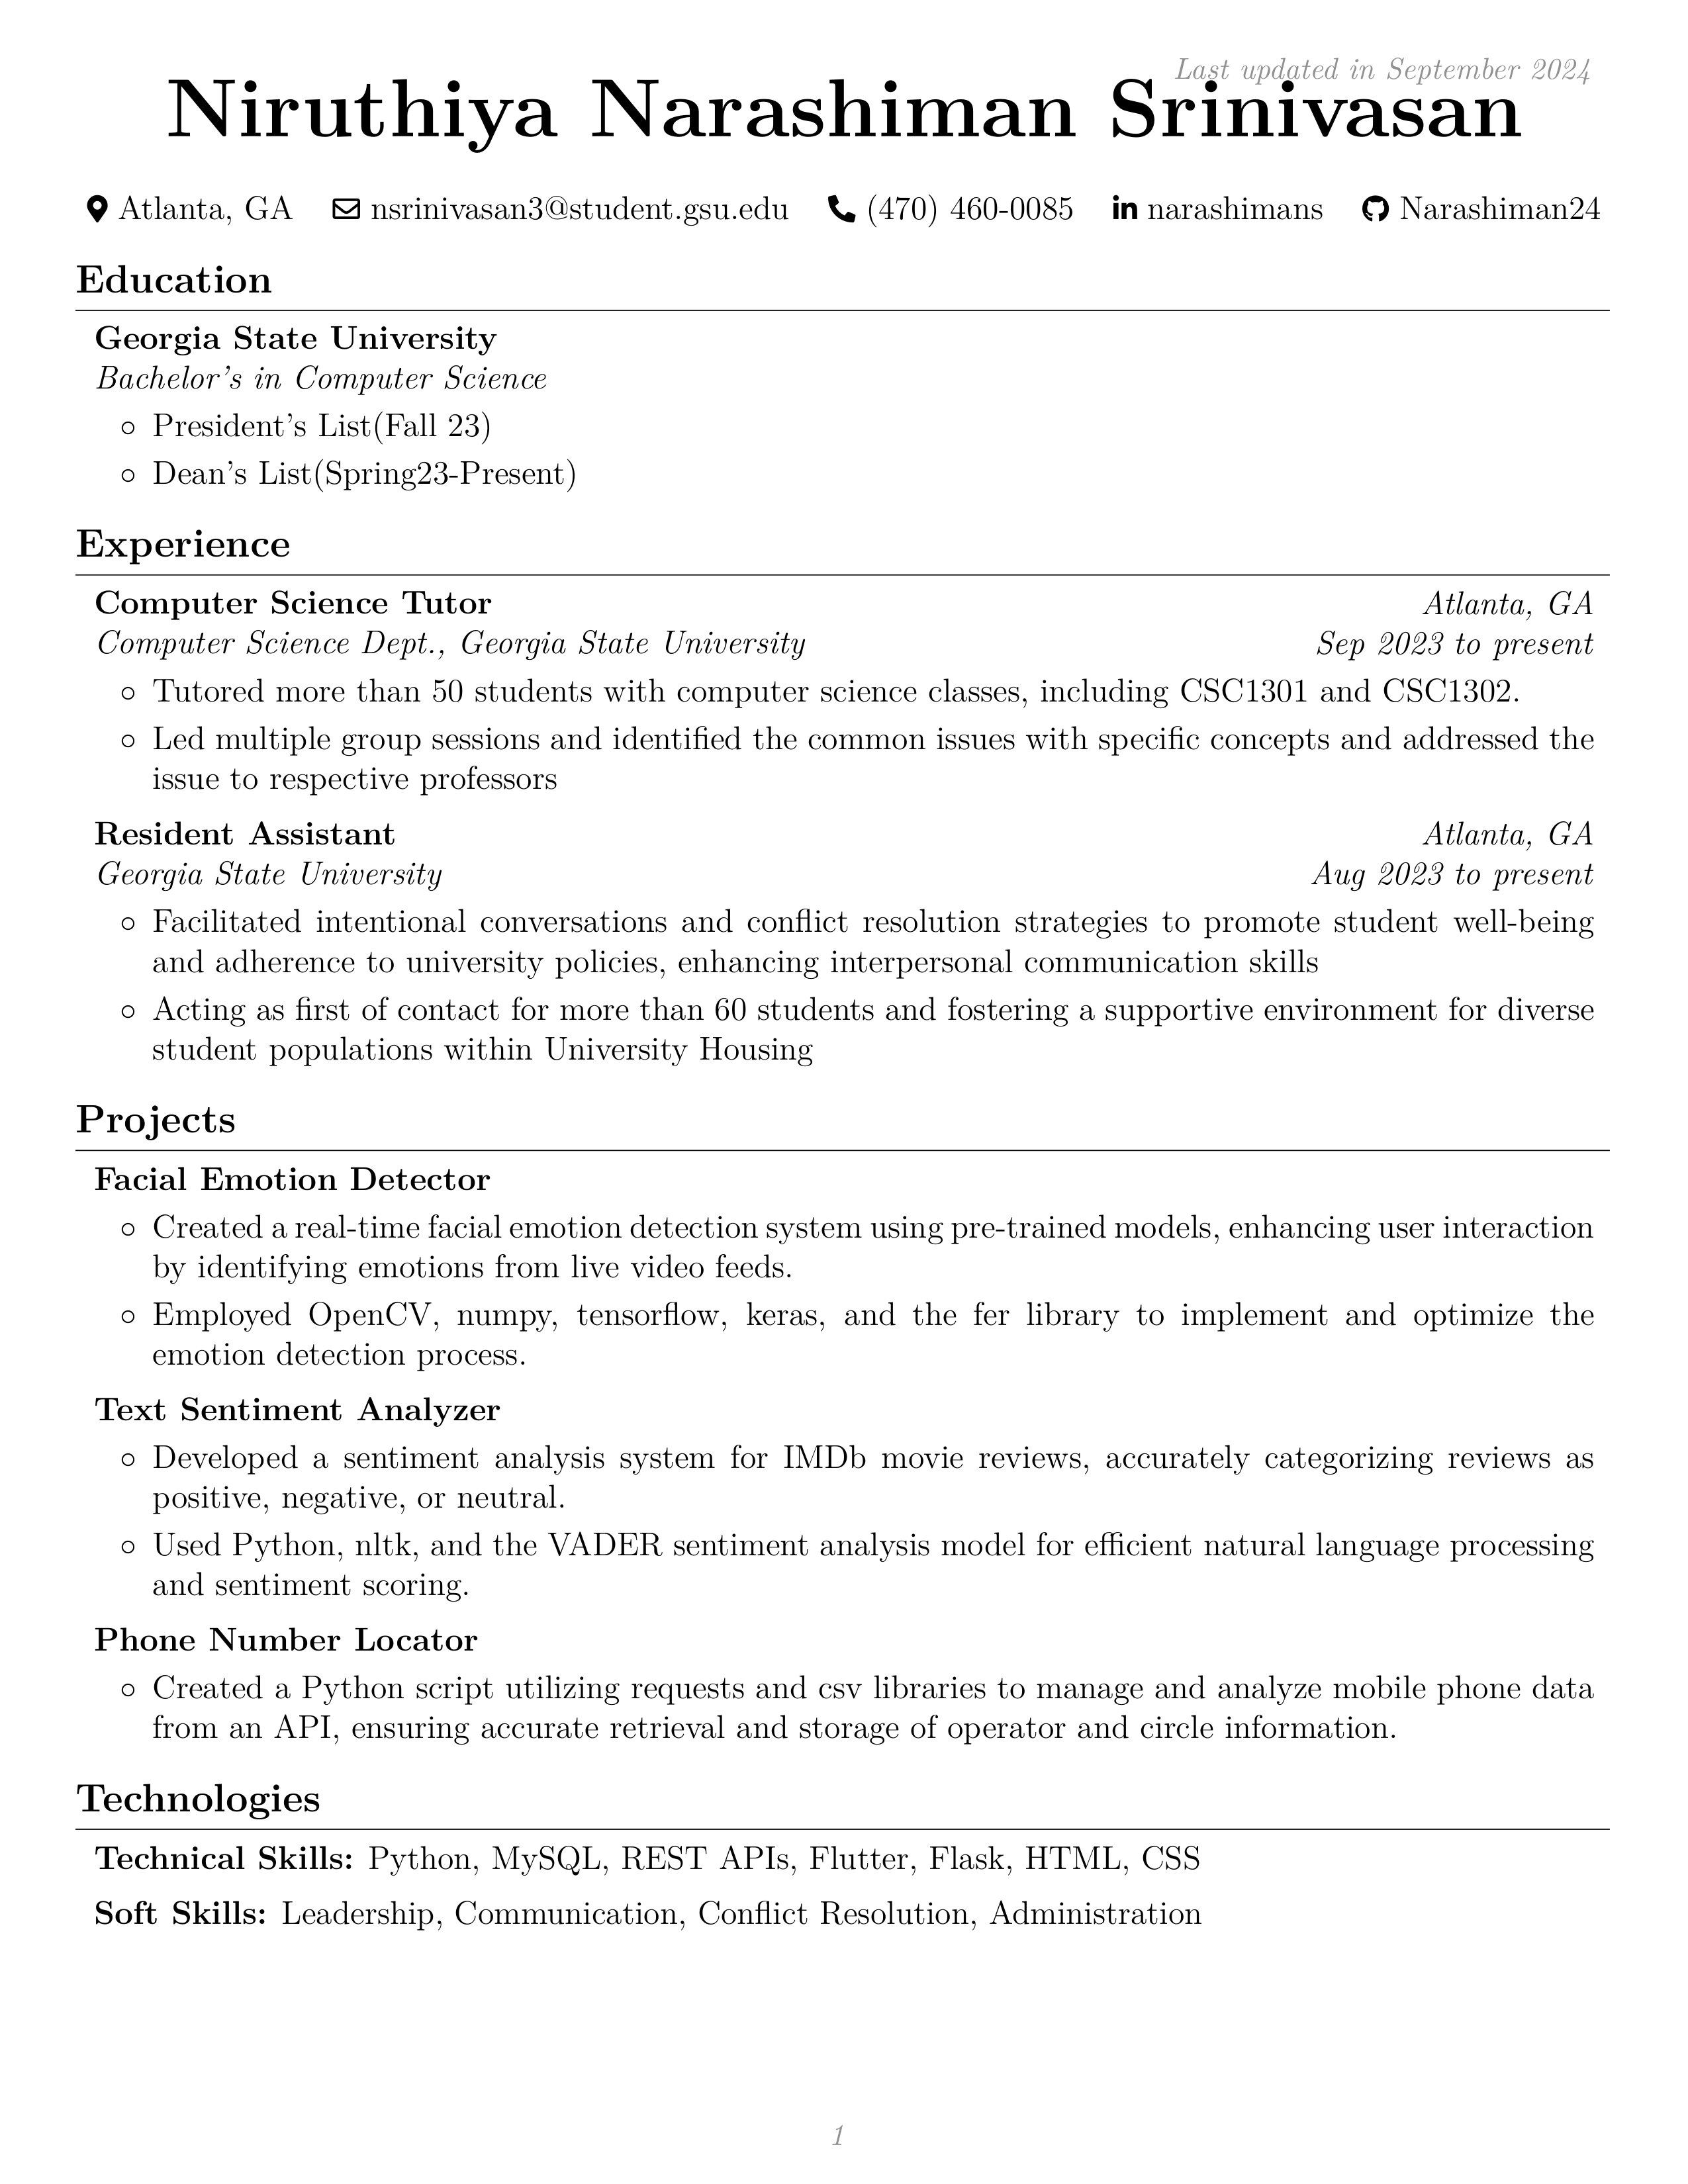 Last updated in September 2024
Niruthiya Narashiman Srinivasan
Atlanta, GA nsrinivasan3@student.gsu.edu (470) 460-0085 narashimans Narashiman24
Education
Georgia State University
Bachelor's in Computer Science
◦ President's List(Fall 23)
◦ Dean's List(Spring23-Present)
Experience
Computer Science Tutor Atlanta, GA
Computer Science Dept., Georgia State University Sep 2023 to present
◦ Tutored more than 50 students with computer science classes, including CSC1301 and CSC1302.
◦ Led multiple group sessions and identified the common issues with specific concepts and addressed the
issue to respective professors
Resident Assistant Atlanta, GA
Georgia State University Aug 2023 to present
◦ Facilitated intentional conversations and conflict resolution strategies to promote student well-being
and adherence to university policies, enhancing interpersonal communication skills
◦ Acting as first of contact for more than 60 students and fostering a supportive environment for diverse
student populations within University Housing
Projects
Facial Emotion Detector
◦ Created a real-time facial emotion detection system using pre-trained models, enhancing user interaction
by identifying emotions from live video feeds.
◦ Employed OpenCV, numpy, tensorflow, keras, and the fer library to implement and optimize the
emotion detection process.
Text Sentiment Analyzer
◦ Developed a sentiment analysis system for IMDb movie reviews, accurately categorizing reviews as
positive, negative, or neutral.
◦ Used Python, nltk, and the VADER sentiment analysis model for efficient natural language processing
and sentiment scoring.
Phone Number Locator
◦ Created a Python script utilizing requests and csv libraries to manage and analyze mobile phone data
from an API, ensuring accurate retrieval and storage of operator and circle information.
Technologies
Technical Skills: Python, MySQL, REST APIs, Flutter, Flask, HTML, CSS
Soft Skills: Leadership, Communication, Conflict Resolution, Administration
1